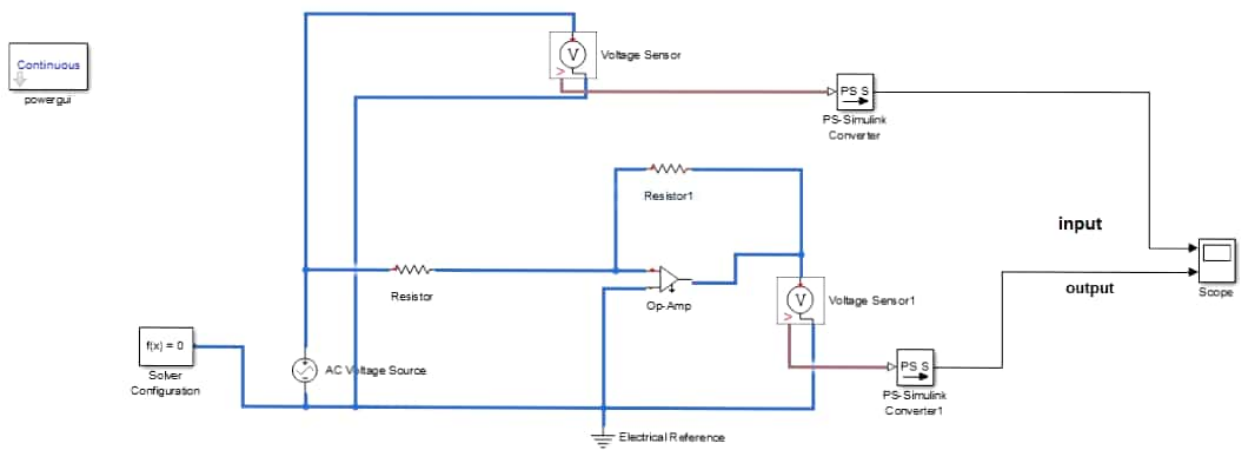 Continuous
powergui
V
Voltage Sensor
PS S
PS-Simulink
Converter
Resistor1
input
Resistor
Op-Amp
V
Voltage Sensor1
output
Scope
f(x) = 0
Solver
Configuration
AC Voltage Source
PS S
PS-Simulink
Converter1
Electrical Reference